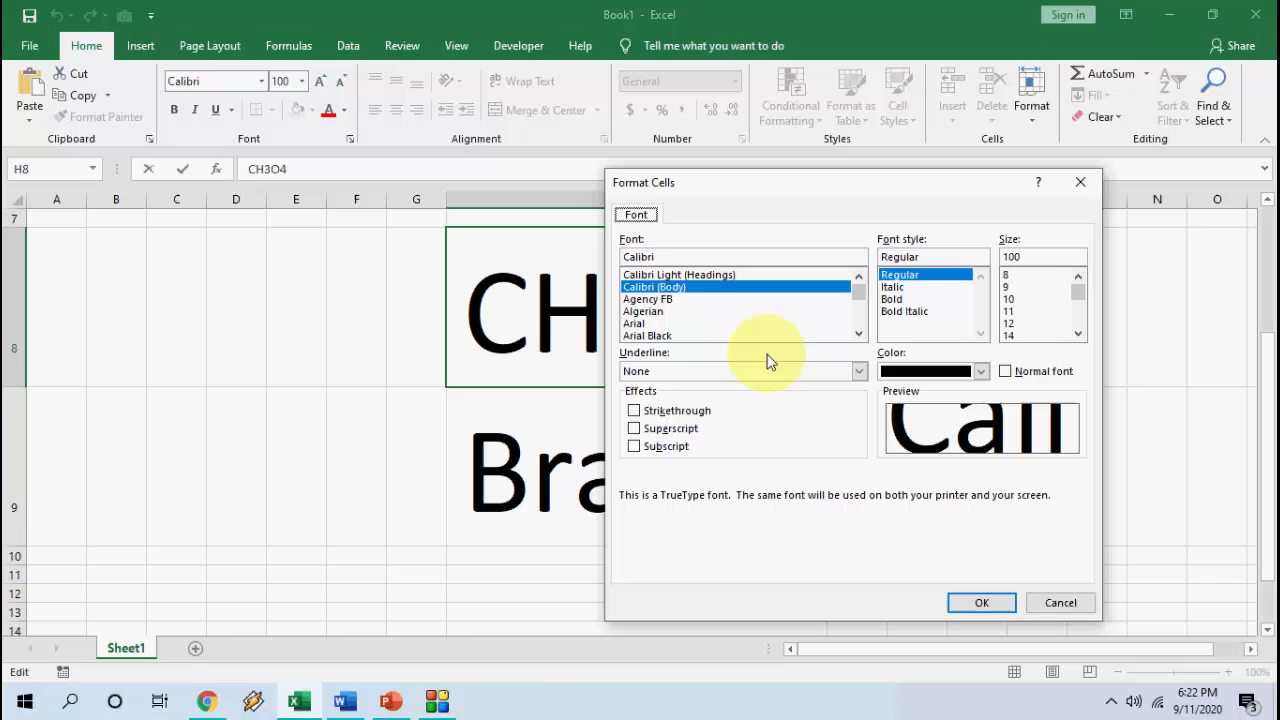 Book1 - Excel
Sign in
File Home Insert Page Layout Formulas Data Review View Developer Help Tell me what you want to do Share
Paste
Cut
Copy
Format Painter
Clipboard
Calibri 100
B I U
Font
Wrap Text
Merge & Center
Alignment
General
$ % ,
Number
Conditional Formatting
Format as Table
Cell Styles
Styles
Insert Delete Format
Cells
AutoSum
Fill
Clear
Sort & Filter
Find & Select
Editing
H8 fx CH3O4
A B C D E F G N O
7
8 CH
9 Bra
10
11
12
13
14
Format Cells ?
Font
Font: Font style: Size:
Calibri Regular 100
Calibri Light (Headings) Regular 8
Calibri (Body) Italic 9
Agency FB Bold 10
Algerian Bold Italic 11
Arial 12
Arial Black 14
Underline: Color:
None Normal font
Effects Preview
Strikethrough
Superscript
Subscript
Cali
This is a TrueType font. The same font will be used on both your printer and your screen.
OK Cancel
Sheet1
Edit 100%
6:22 PM
9/11/2020
3